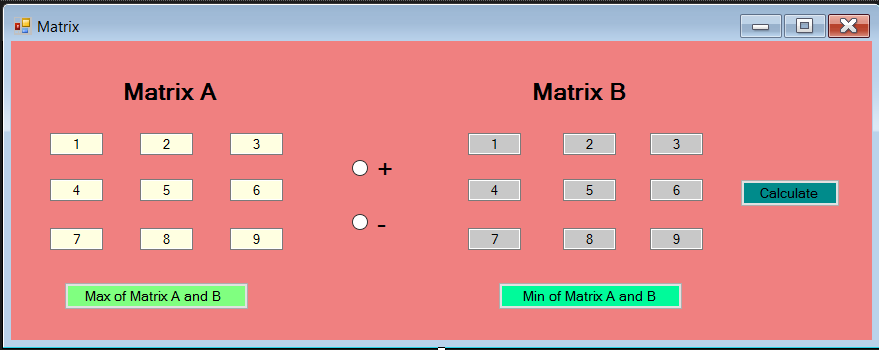 Matrix
Matrix A Matrix B
1 2 3 1 2 3
+
4 5 6 4 5 6
Calculate
-
7 8 9 7 8 9
Max of Matrix A and B Min of Matrix A and B